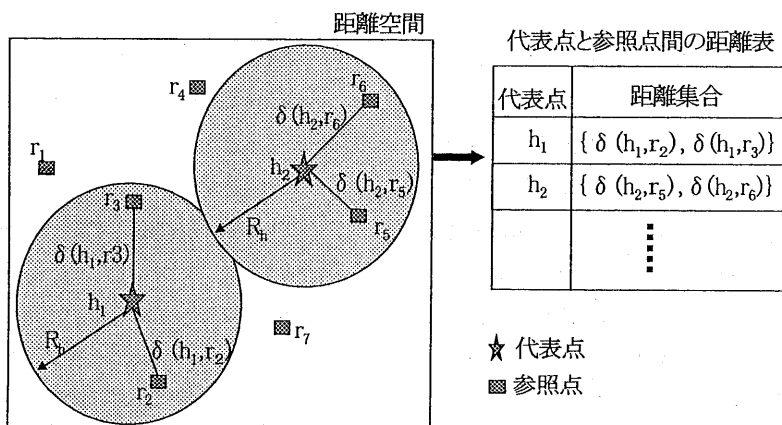 距離空間
r4
r6
δ(h2,r6)
r1
h2
δ(h2,r5)
r3
Rh
r5
δ(h1,r3)
h1
r7
Rh
δ(h1,r2)
r2
代表点と参照点間の距離表
代表点 距離集合
h1 { δ(h1,r2), δ(h1,r3)}
h2 { δ(h2,r5), δ(h2,r6)}
代表点
参照点